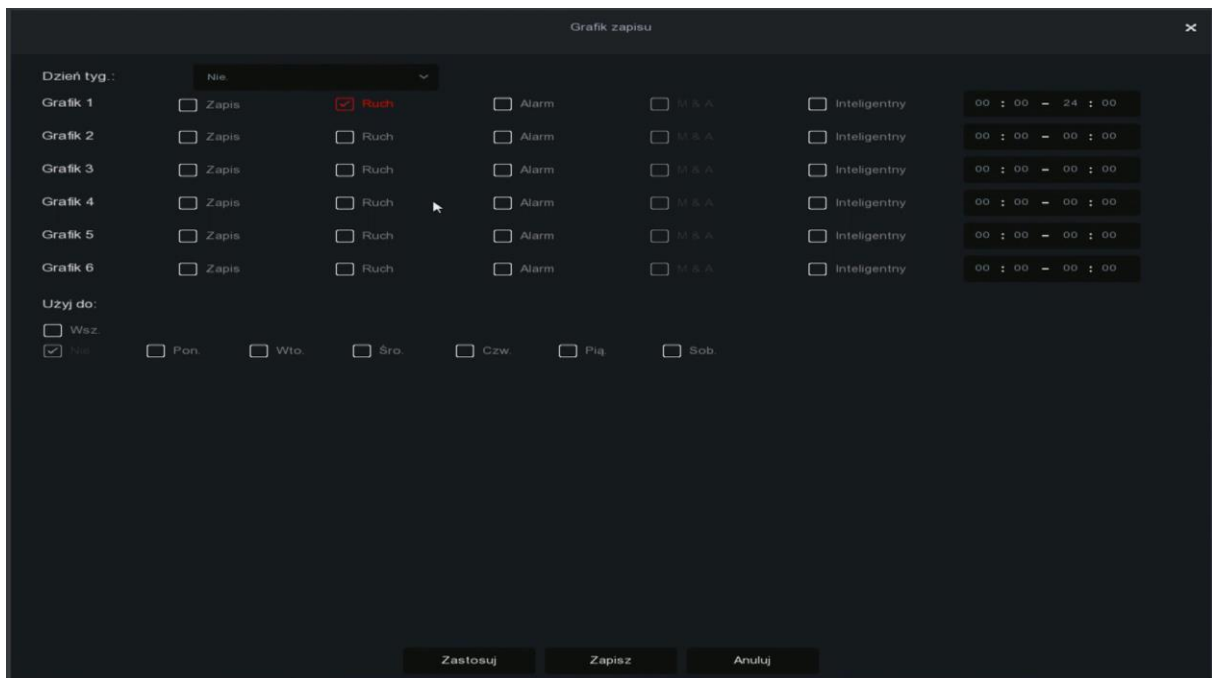 Grafik zapisu
Dzień tyg.: Nie.
Grafik 1 Zapis Ruch Alarm M & A Inteligentny 00 : 00 - 24 : 00
Grafik 2 Zapis Ruch Alarm M & A Inteligentny 00 : 00 - 00 : 00
Grafik 3 Zapis Ruch Alarm M & A Inteligentny 00 : 00 - 00 : 00
Grafik 4 Zapis Ruch Alarm M & A Inteligentny 00 : 00 - 00 : 00
Grafik 5 Zapis Ruch Alarm M & A Inteligentny 00 : 00 - 00 : 00
Grafik 6 Zapis Ruch Alarm M & A Inteligentny 00 : 00 - 00 : 00
Użyj do:
Wsz.
Nie. Pon. Wto. Śro. Czw. Pią. Sob.
Zastosuj Zapisz Anuluj